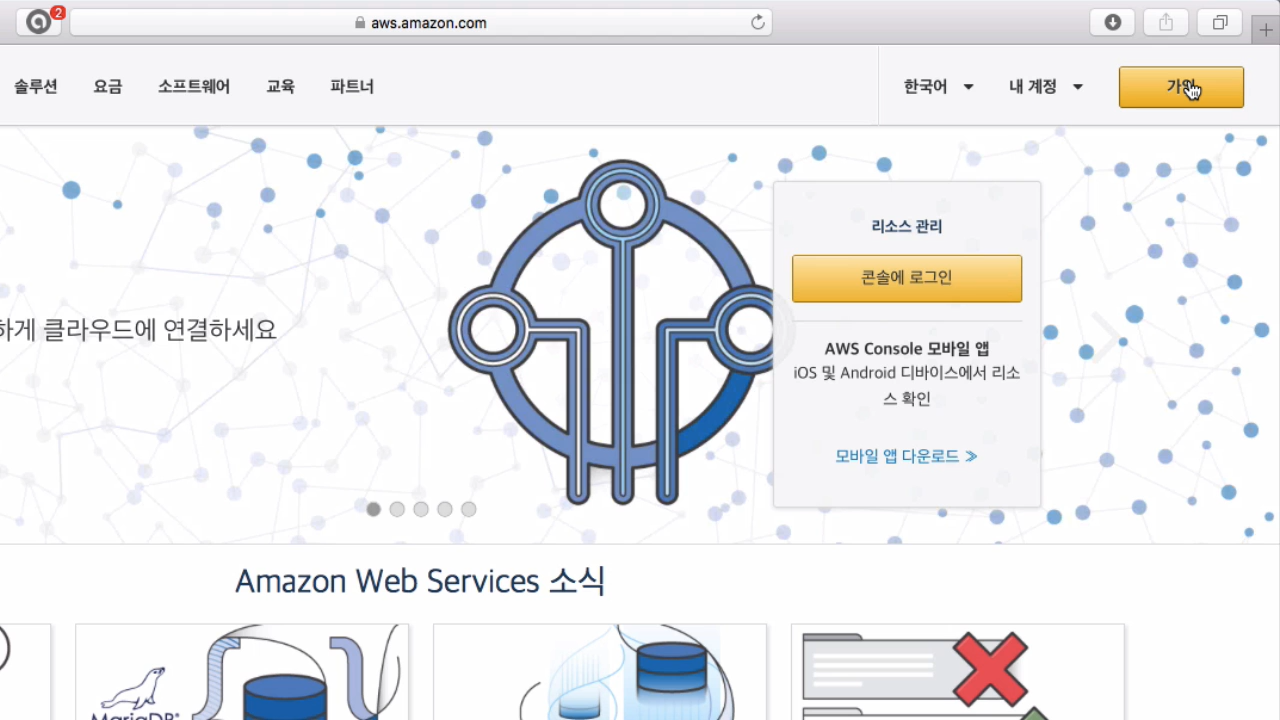 2
aws.amazon.com
솔루션 요금 소프트웨어 교육 파트너 한국어 내 계정
리소스 관리
콘솔에 로그인
하게 클라우드에 연결하세요
AWS Console 모바일 앱
iOS 및 Android 디바이스에서 리소
스 확인
모바일 앱 다운로드 ≫
Amazon Web Services 소식
MariaDB